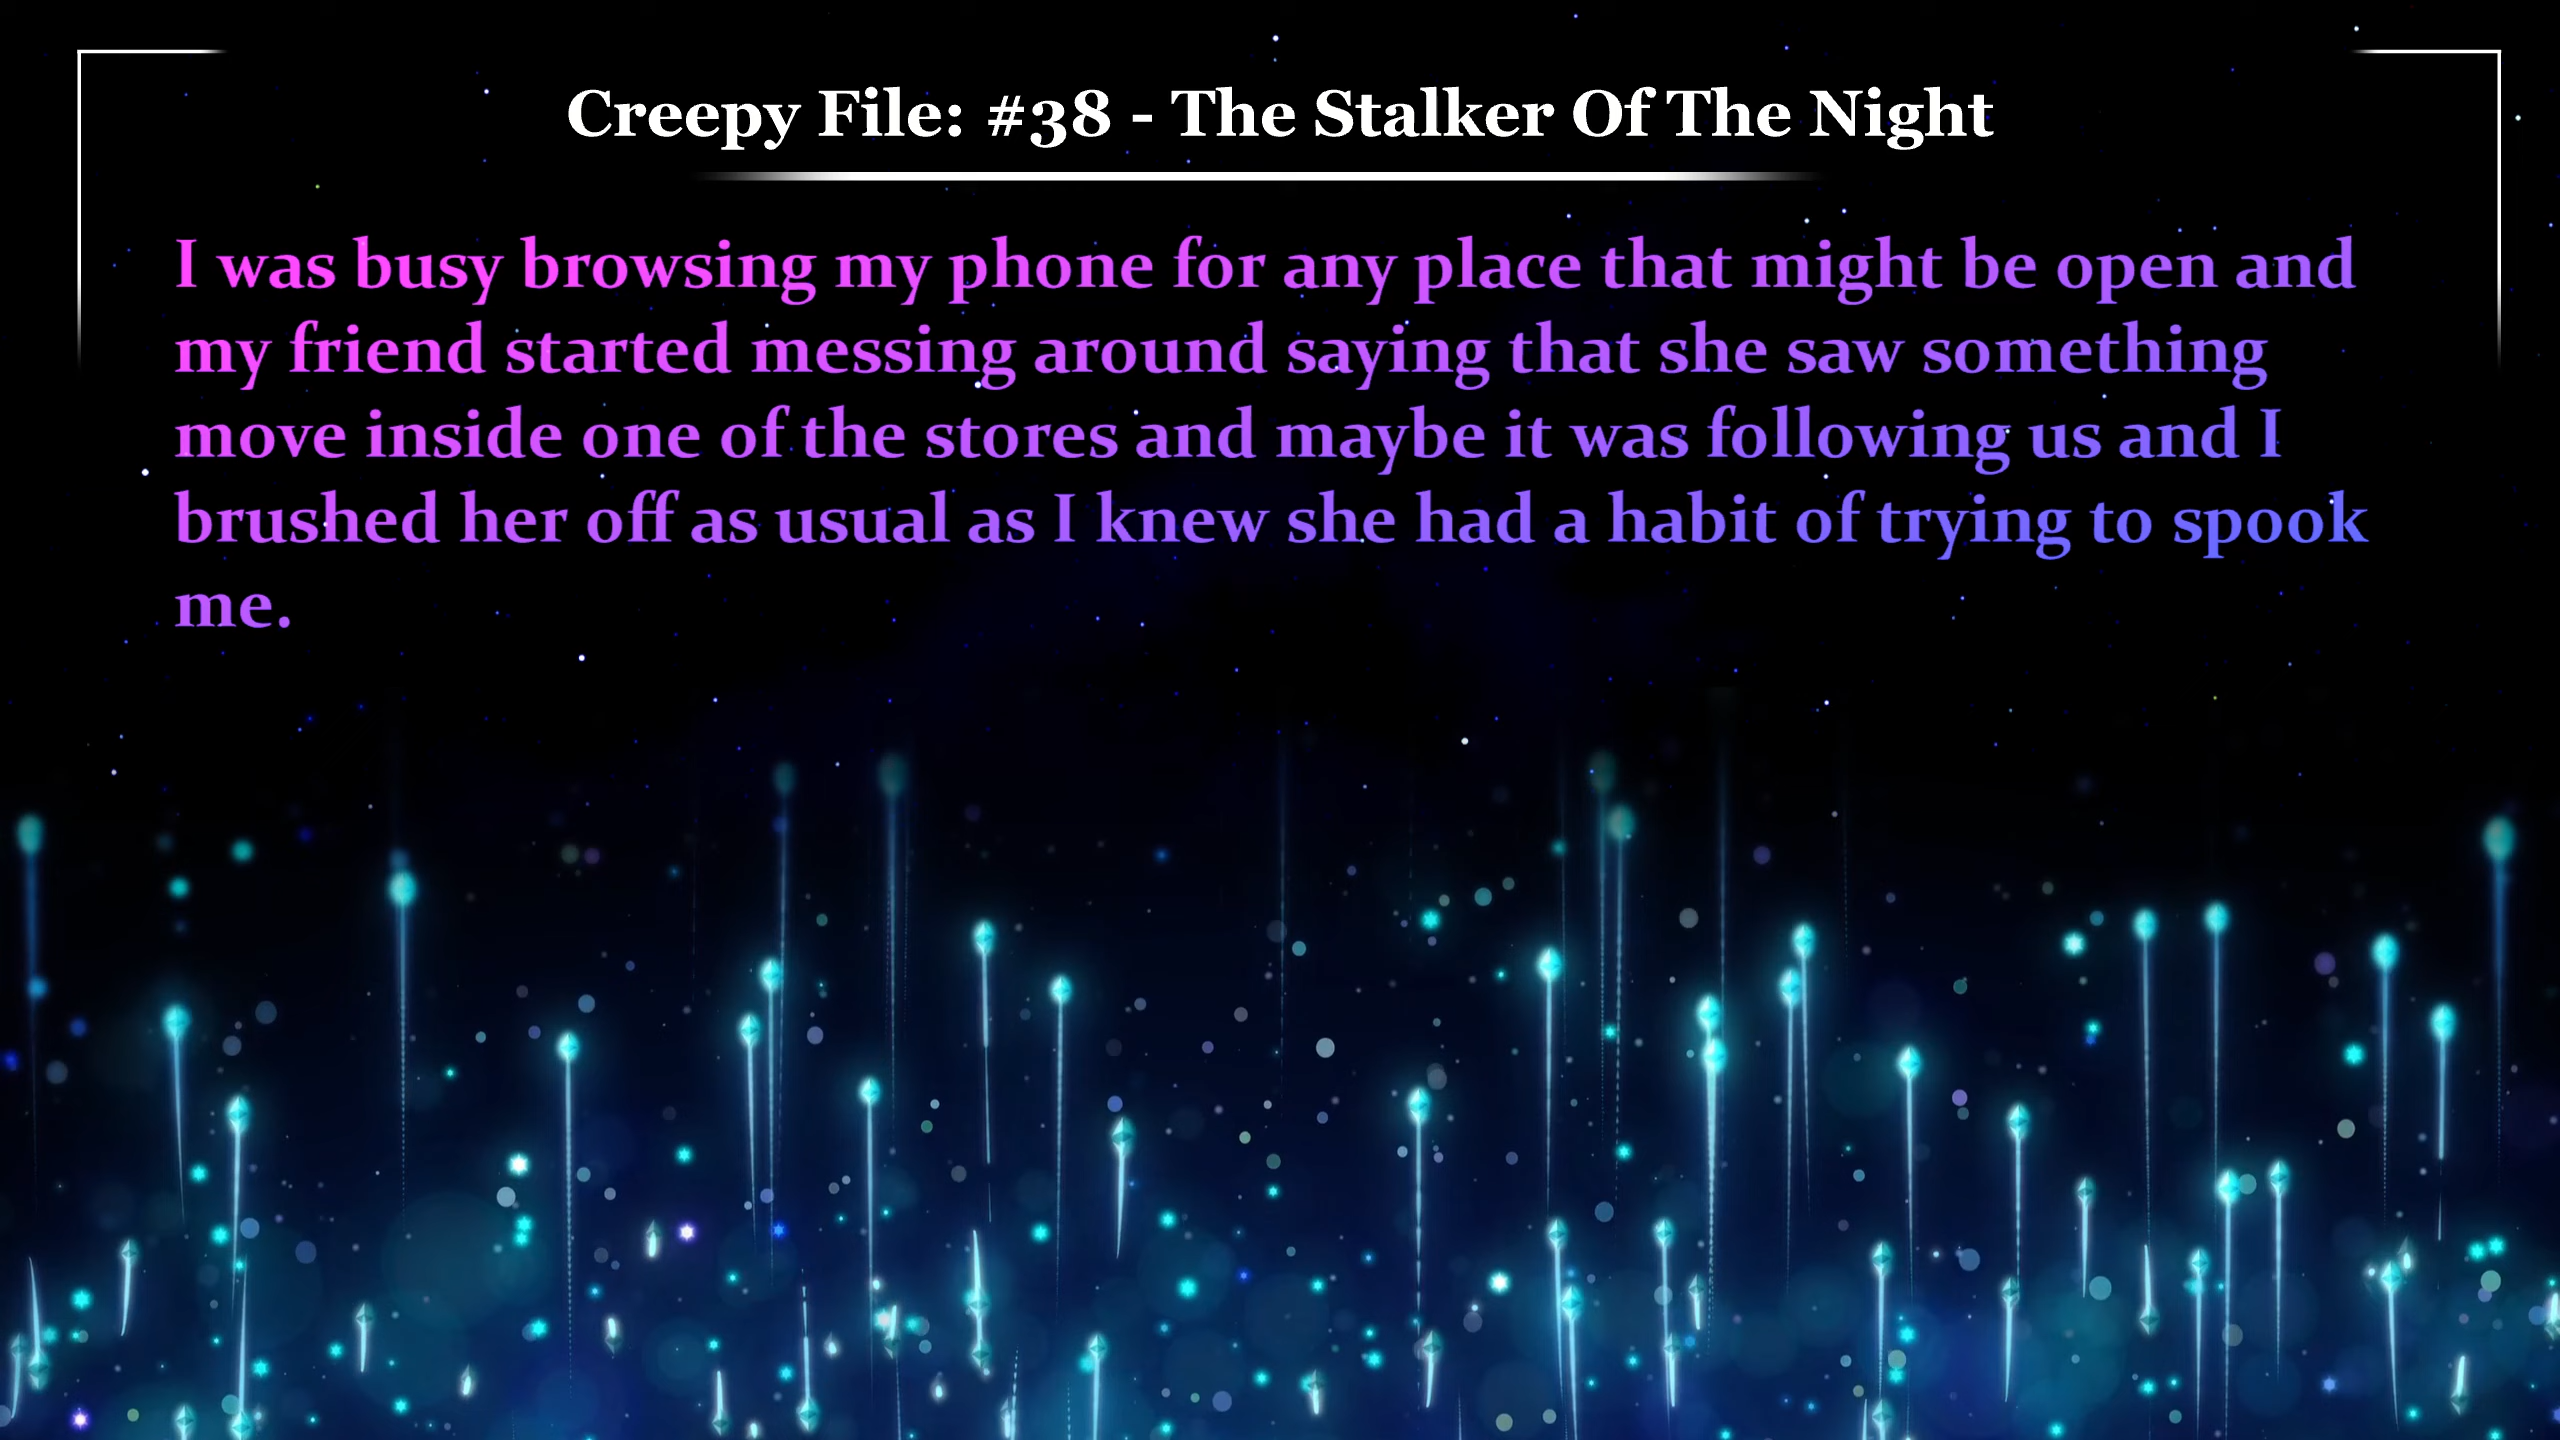 Creepy File: #38 - The Stalker Of The Night
I was busy browsing my phone for any place that might be open and
my friend started messing around saying that she saw something
move inside one of the stores and maybe it was following us and I
brushed her off as usual as I knew she had a habit of trying to spook
me.